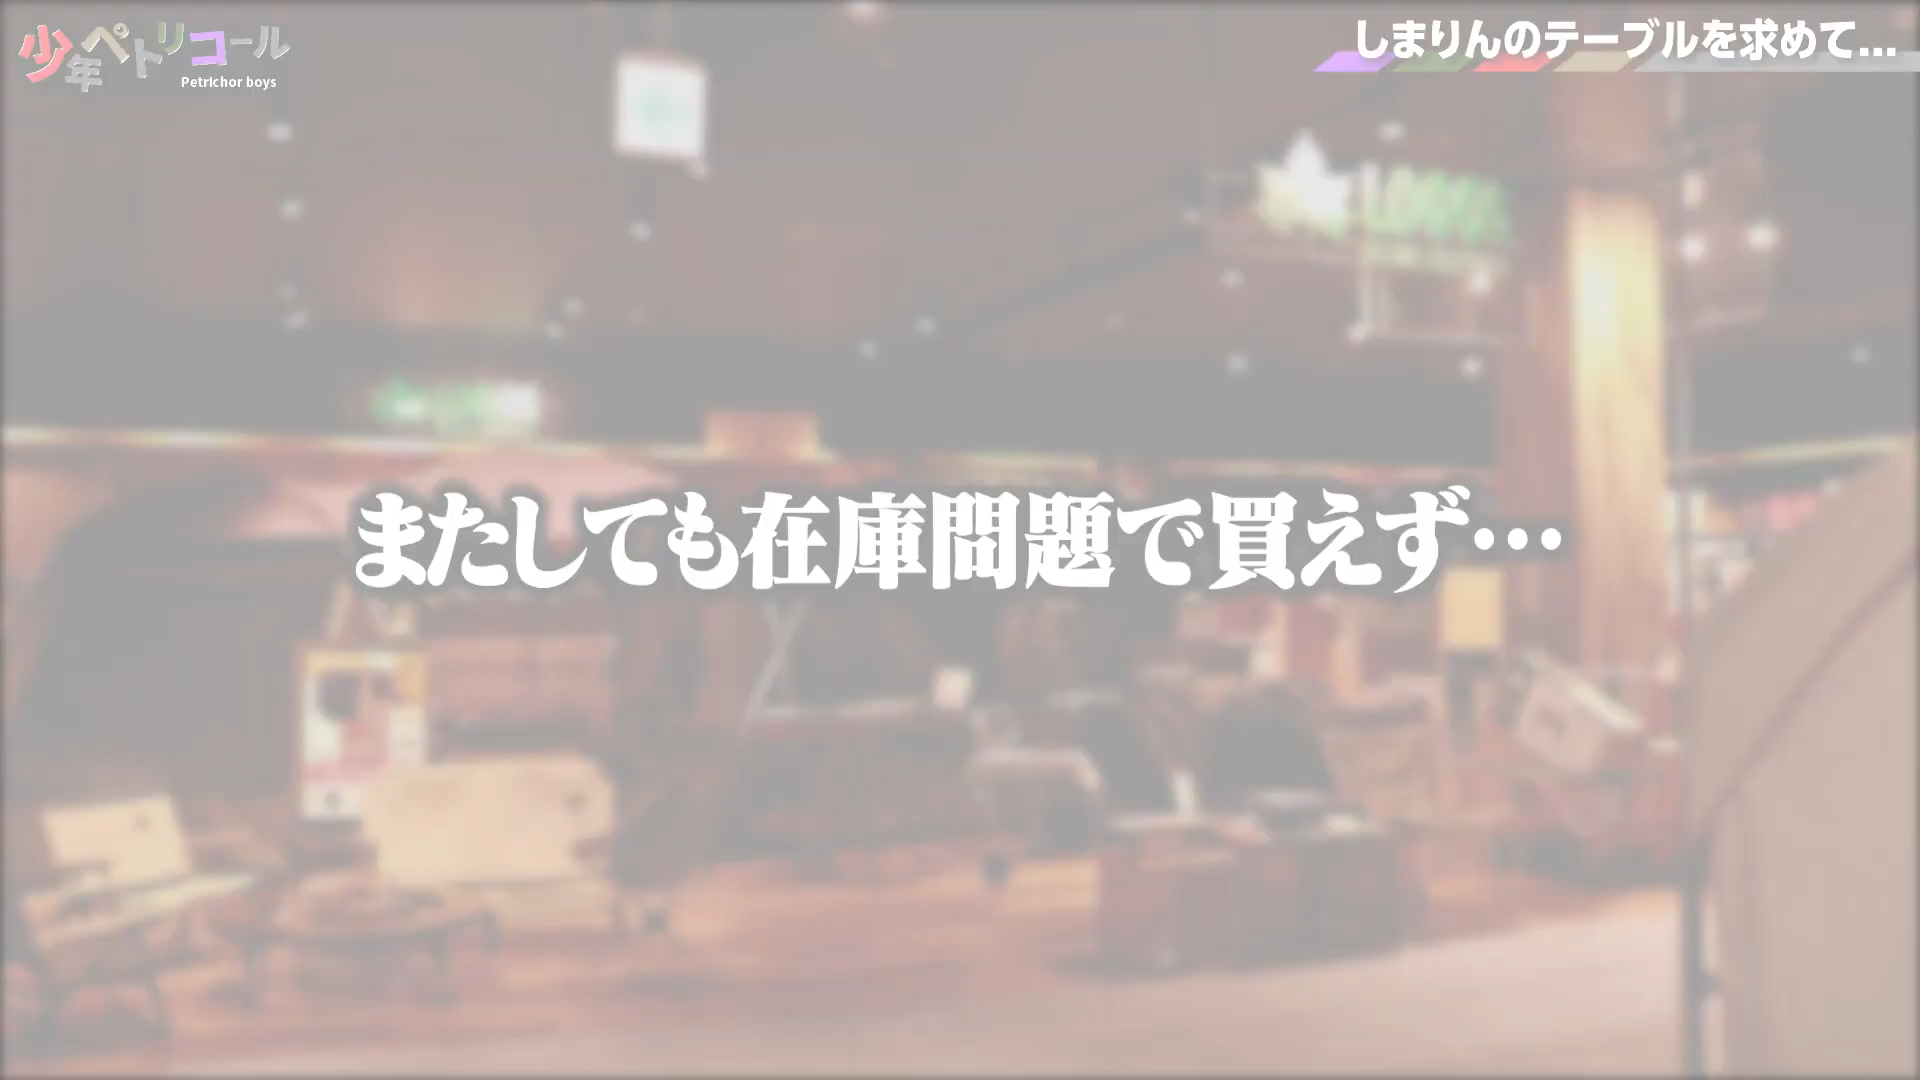 少年ペトリコール
Petrichor boys
しまりんのテーブルを求めて...
LOGOS
またしても在庫問題で買えず…